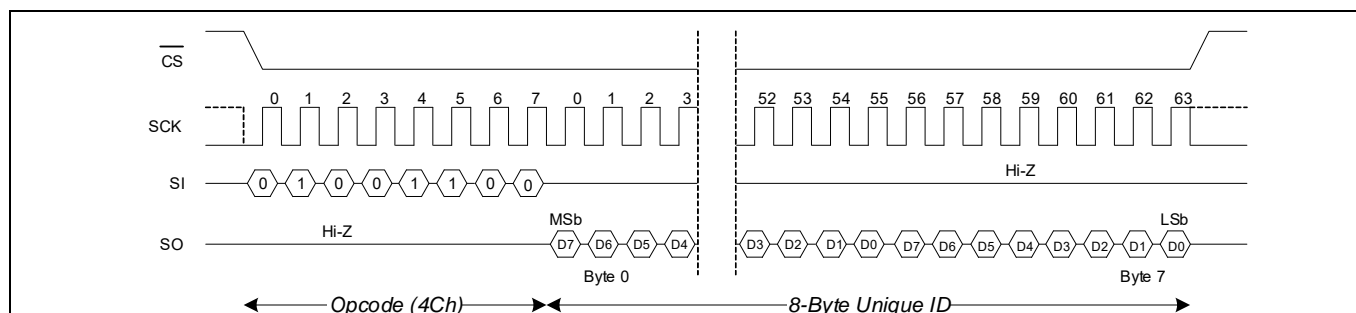 CS
0 1 2 3 4 5 6 7 0 1 2 3 52 53 54 55 56 57 58 59 60 61 62 63
SCK
Hi-Z
SI 0 1 0 0 1 1 0 0
MSb LSb
Hi-Z
SO D7 D6 D5 D4 D3 D2 D1 D0 D7 D6 D5 D4 D3 D2 D1 D0
Byte 0 Byte 7
Opcode (4Ch) 8-Byte Unique ID